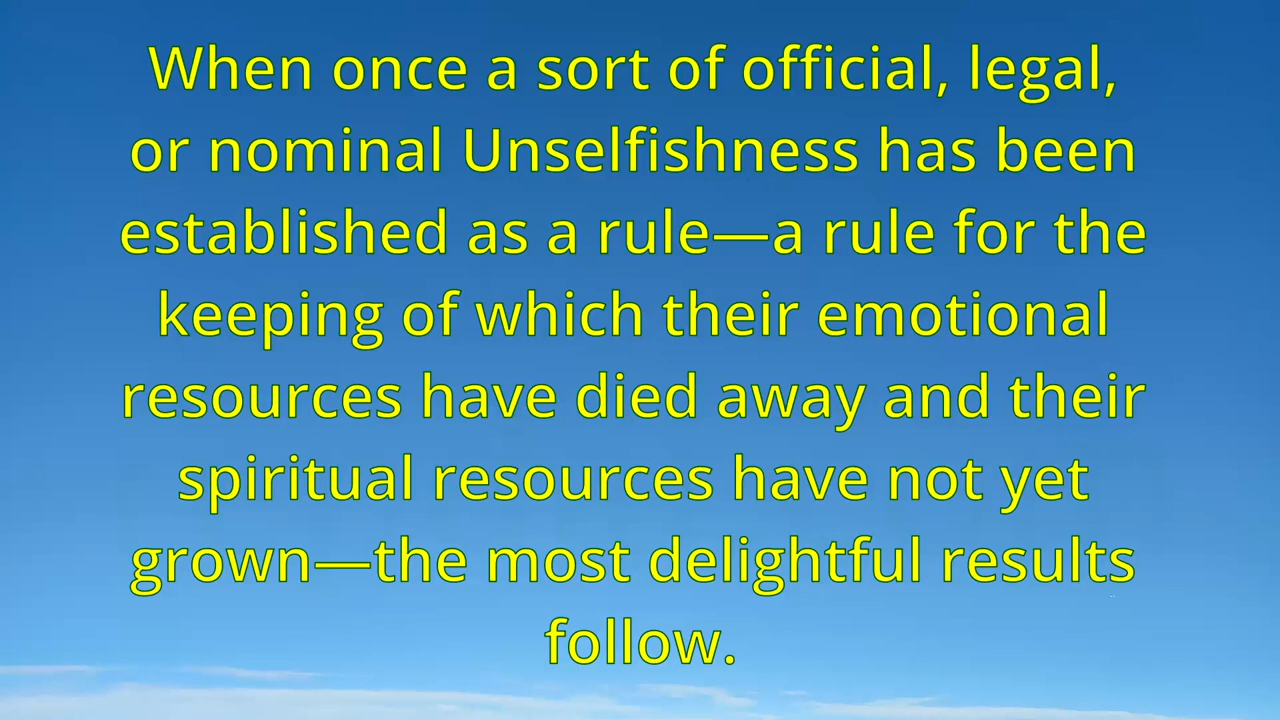 When once a sort of official, legal,
or nominal Unselfishness has been
established as a rule—a rule for the
keeping of which their emotional
resources have died away and their
spiritual resources have not yet
grown—the most delightful results
follow.